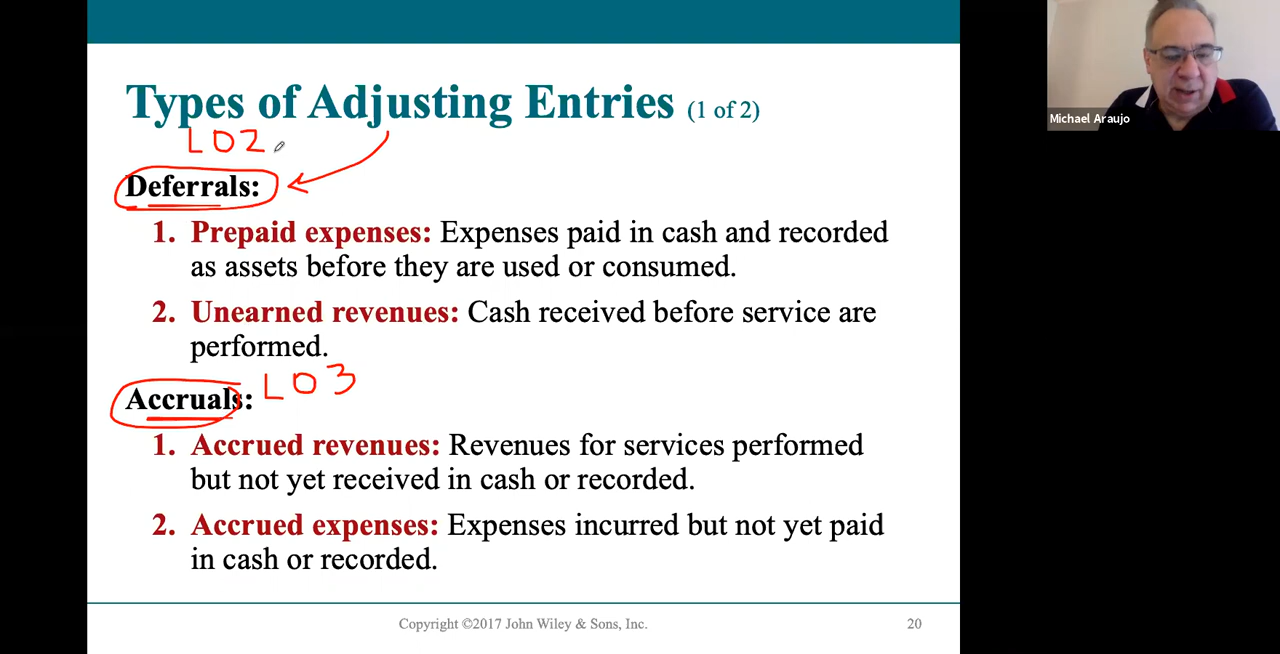 Types of Adjusting Entries (1 of 2)
LO2
Deferrals:
1. Prepaid expenses: Expenses paid in cash and recorded
as assets before they are used or consumed.
2. Unearned revenues: Cash received before service are
performed.
LO3
Accruals:
1. Accrued revenues: Revenues for services performed
but not yet received in cash or recorded.
2. Accrued expenses: Expenses incurred but not yet paid
in cash or recorded.
Copyright ©2017 John Wiley & Sons, Inc.
20
Michael Araujo